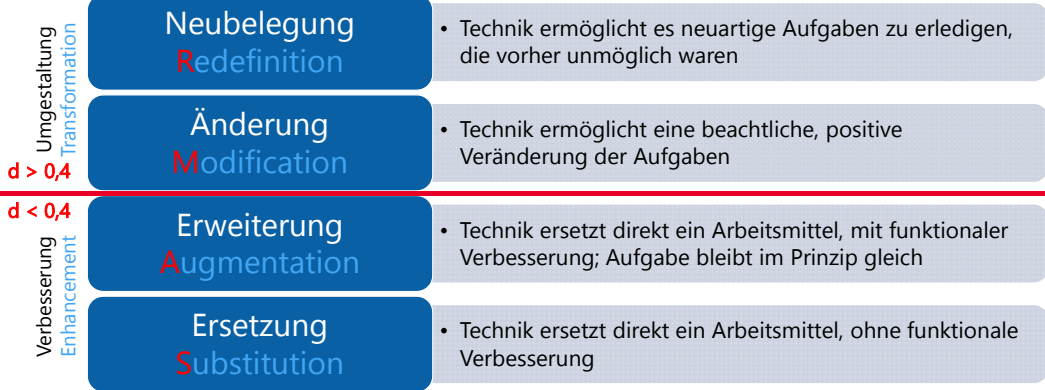 Umgestaltung
Transformation
d > 0,4
Neubelegung
Redefinition
• Technik ermöglicht es neuartige Aufgaben zu erledigen,
die vorher unmöglich waren
Änderung
Modification
• Technik ermöglicht eine beachtliche, positive
Veränderung der Aufgaben
d < 0,4
Verbesserung
Enhancement
Erweiterung
Augmentation
• Technik ersetzt direkt ein Arbeitsmittel, mit funktionaler
Verbesserung; Aufgabe bleibt im Prinzip gleich
Ersetzung
Substitution
• Technik ersetzt direkt ein Arbeitsmittel, ohne funktionale
Verbesserung